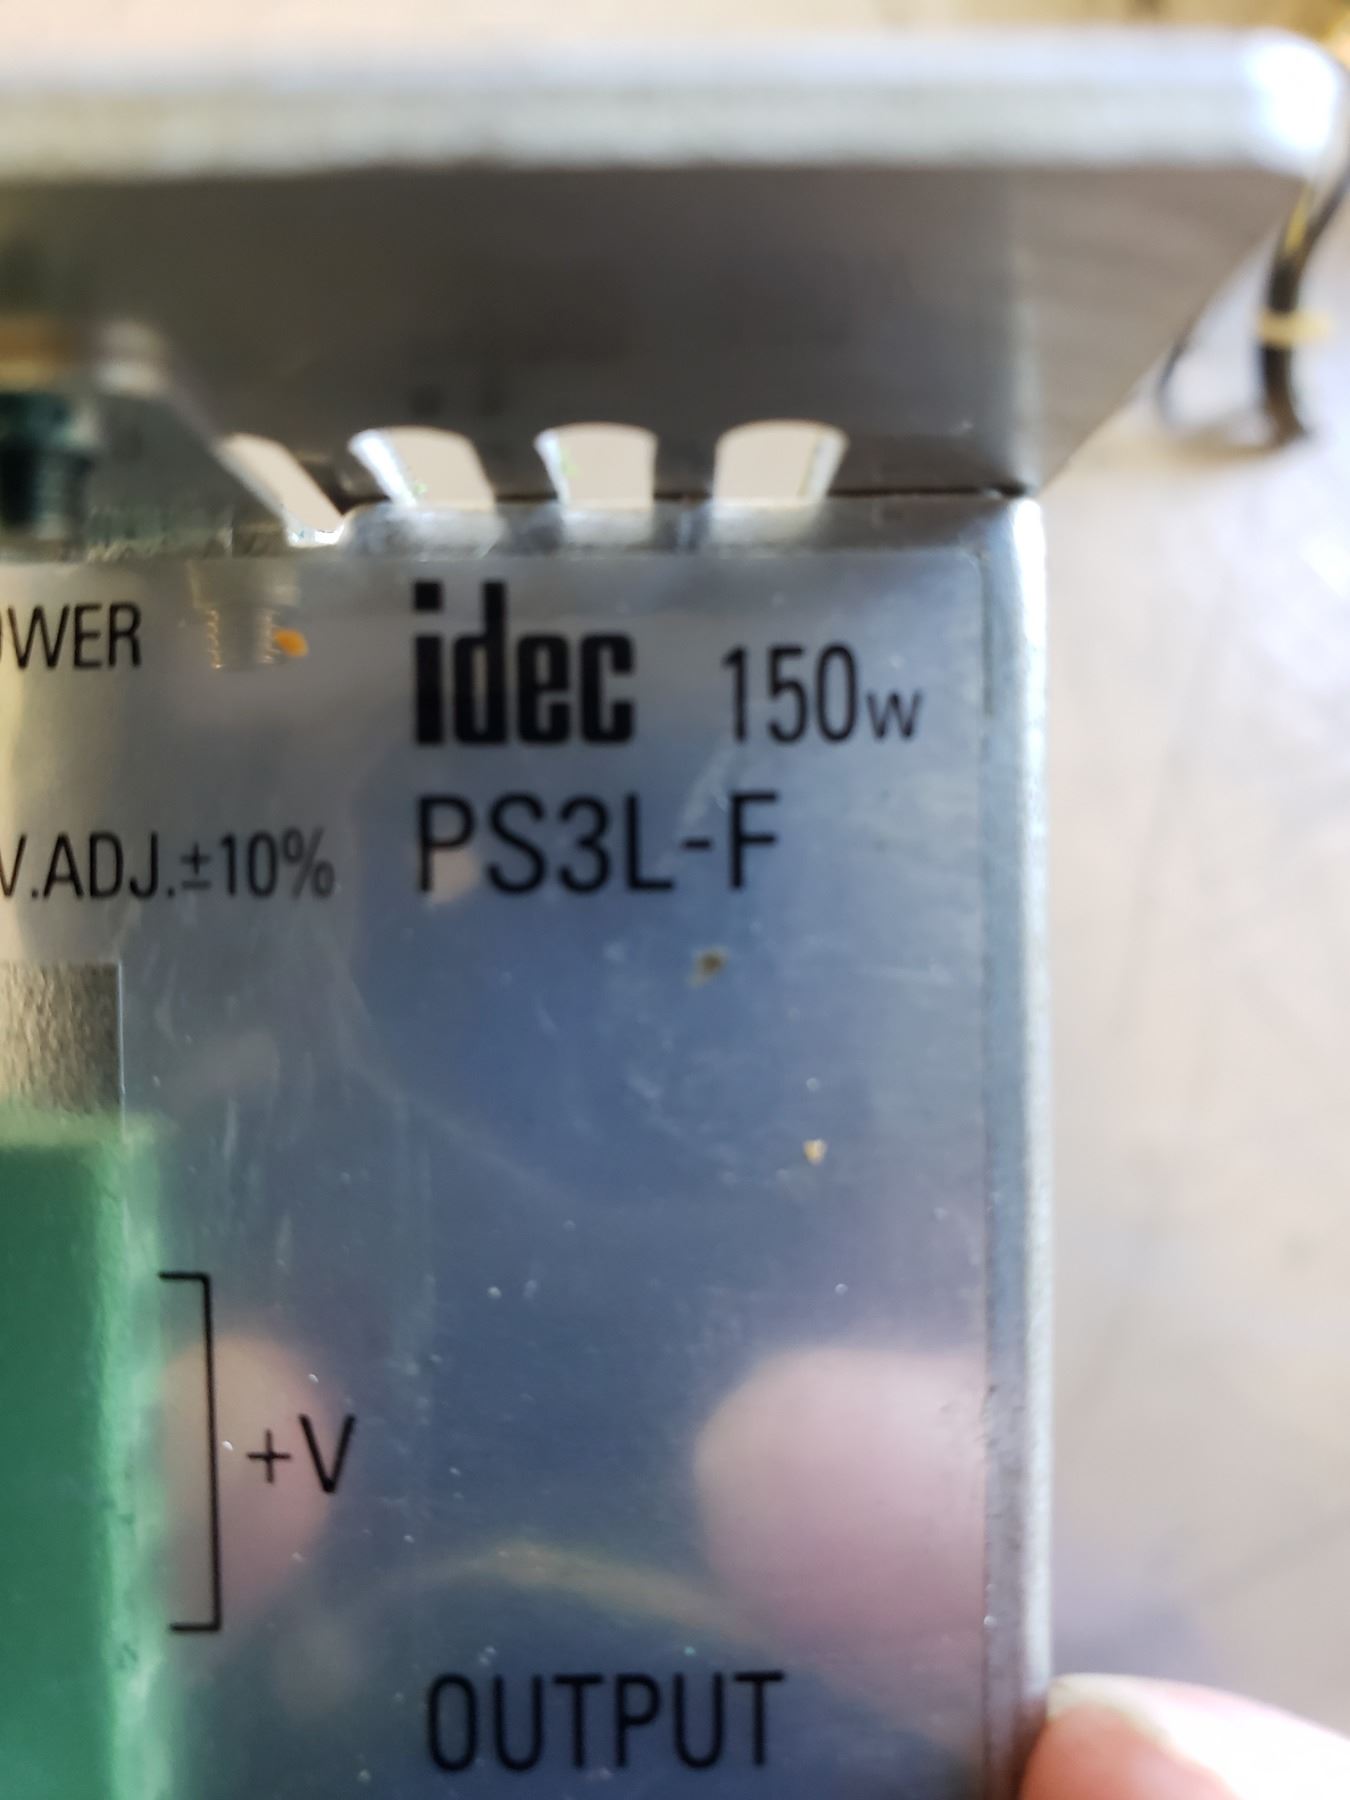 OWER
idec 150w
V.ADJ.±10%
PS3L-F
+V
OUTPUT